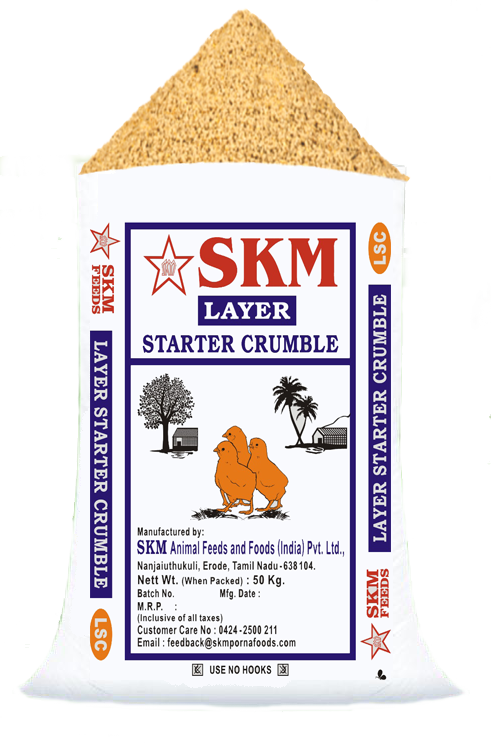 SKM
LAYER
STARTER CRUMBLE
Manufactured by:
SKM Animal Feeds and Foods (India) Pvt. Ltd.,
Nanjaiuthukuli, Erode, Tamil Nadu - 638 104.
Nett Wt. (When Packed) : 50 Kg.
Batch No. Mfg. Date :
M.R.P. :
(Inclusive of all taxes)
Customer Care No : 0424 - 2500 211
Email : feedback@skmpornafoods.com
USE NO HOOKS
SKM
FEEDS
LAYER STARTER CRUMBLE
LSC
LSC
LAYER STARTER CRUMBLE
SKM
FEEDS